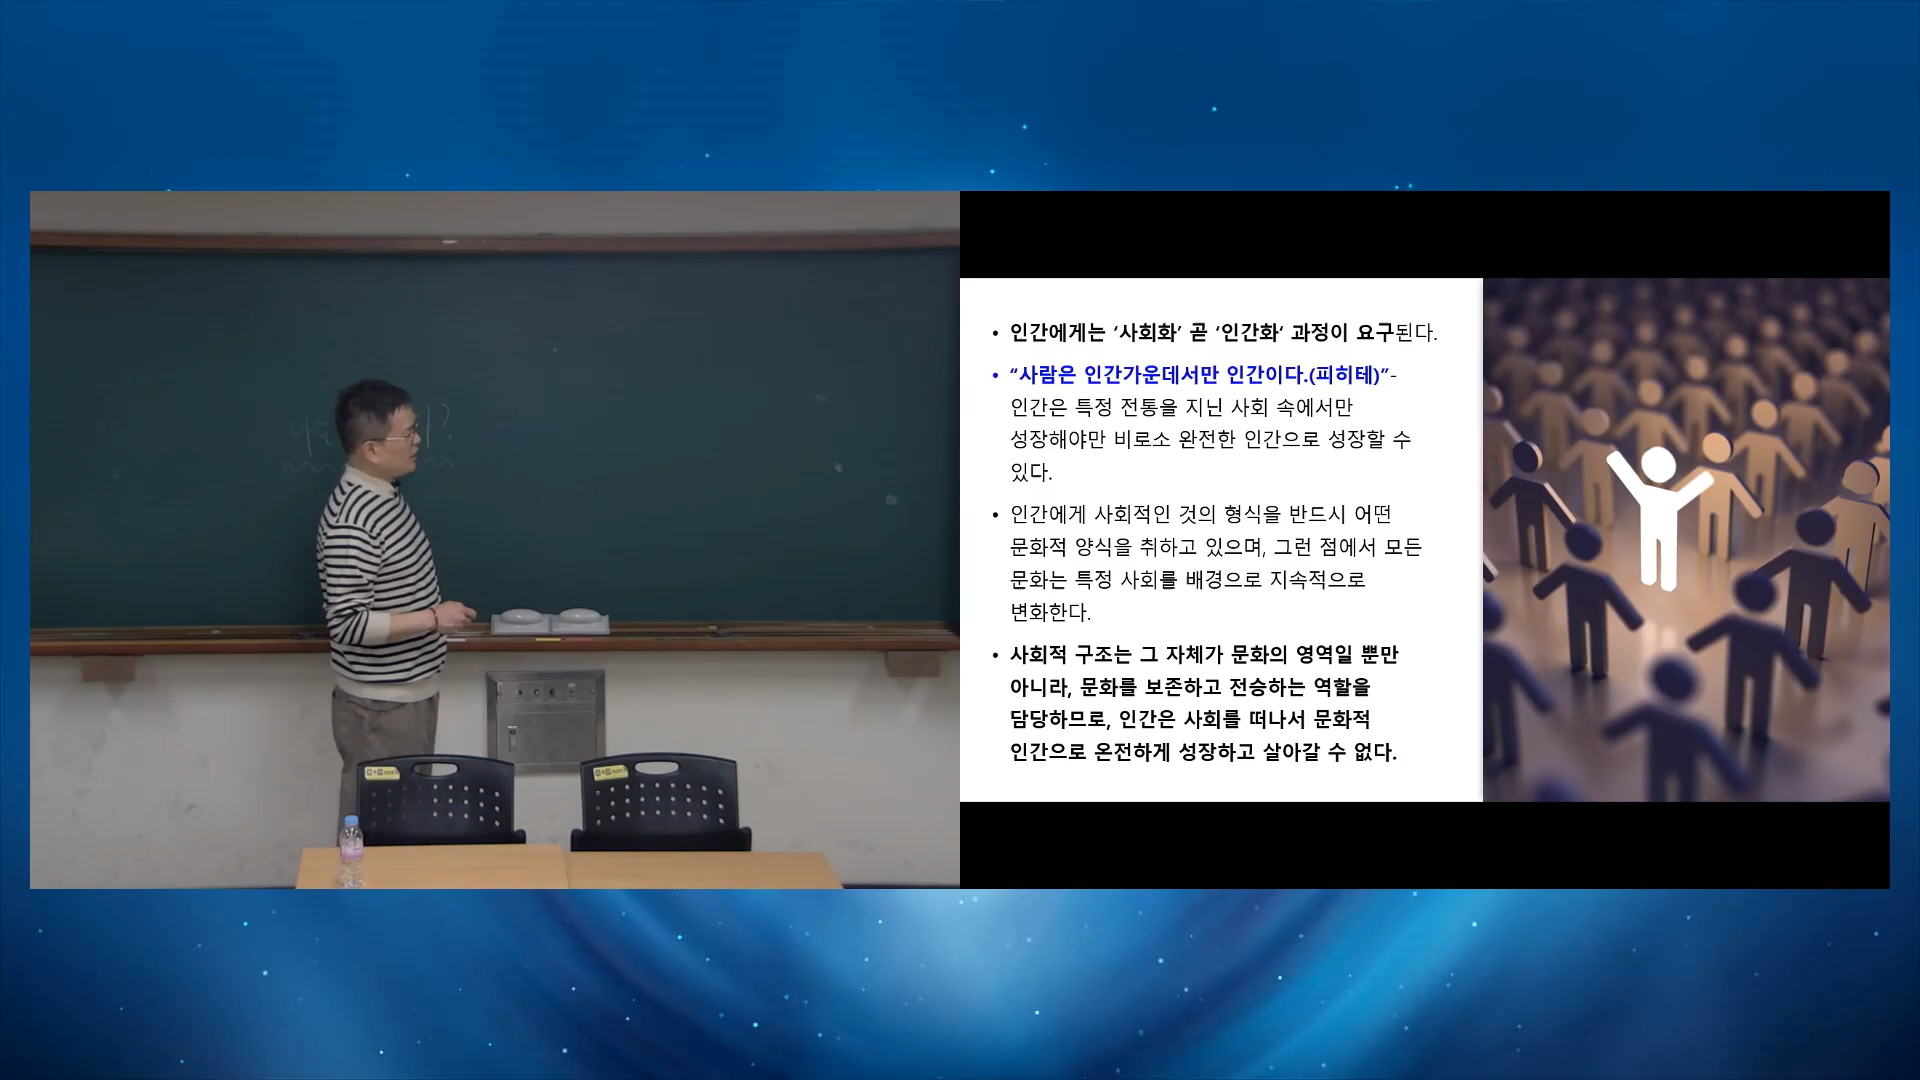 • 인간에게는 ‘사회화’ 곧 ‘인간화‘ 과정이 요구된다.
• “사람은 인간가운데서만 인간이다.(피히테)”-
인간은 특정 전통을 지닌 사회 속에서만
성장해야만 비로소 완전한 인간으로 성장할 수
있다.
• 인간에게 사회적인 것의 형식을 반드시 어떤
문화적 양식을 취하고 있으며, 그런 점에서 모든
문화는 특정 사회를 배경으로 지속적으로
변화한다.
• 사회적 구조는 그 자체가 문화의 영역일 뿐만
아니라, 문화를 보존하고 전승하는 역할을
담당하므로, 인간은 사회를 떠나서 문화적
인간으로 온전하게 성장하고 살아갈 수 없다.